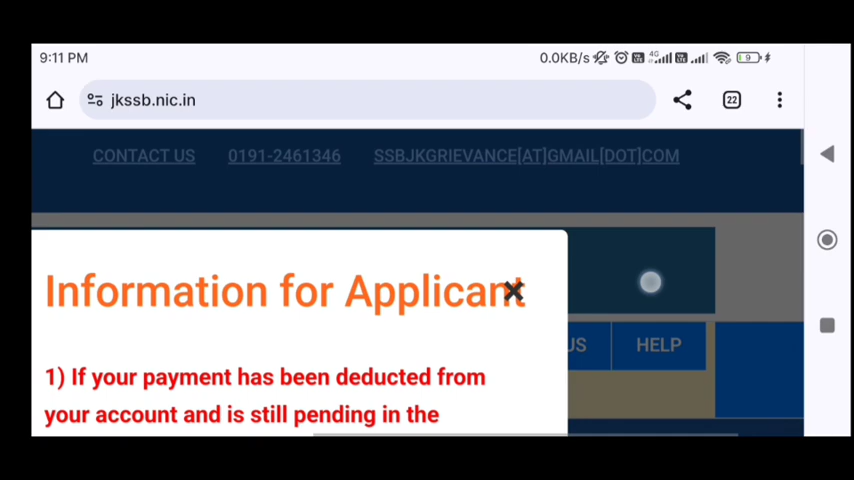 9:11 PM
0.0KB/s 4G 9
jkssb.nic.in
22
CONTACT US 0191-2461346 SSBJKGRIEVANCE[AT]GMAIL[DOT]COM
Information for Applicant
US HELP
1) If your payment has been deducted from
your account and is still pending in the